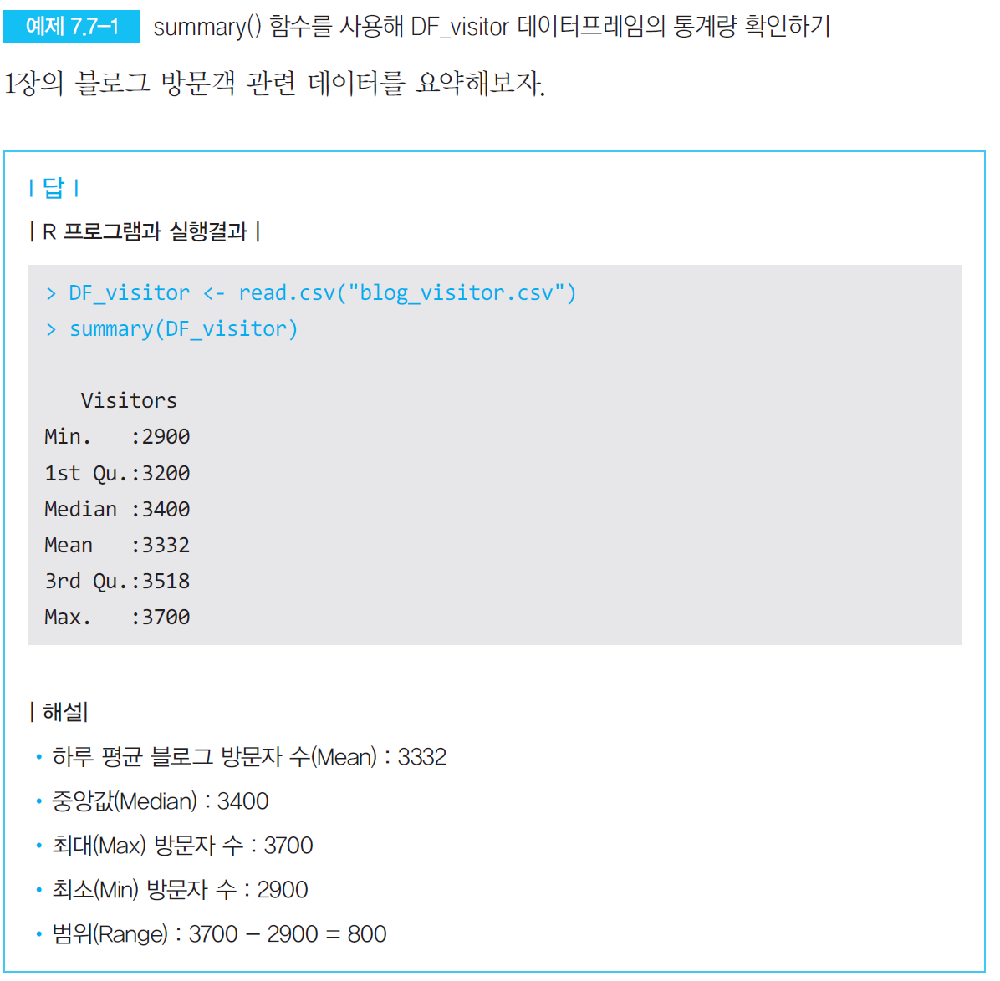 예제 7.7-1 summary() 함수를 사용해 DF_visitor 데이터프레임의 통계량 확인하기
1장의 블로그 방문객 관련 데이터를 요약해보자.
| 답 |
| R 프로그램과 실행결과 |
> DF_visitor <- read.csv("blog_visitor.csv")
> summary(DF_visitor)
Visitors
Min.   :2900
1st Qu.:3200
Median :3400
Mean   :3332
3rd Qu.:3518
Max.   :3700
| 해설|
• 하루 평균 블로그 방문자 수(Mean) : 3332
• 중앙값(Median) : 3400
• 최대(Max) 방문자 수 : 3700
• 최소(Min) 방문자 수 : 2900
• 범위(Range) : 3700 − 2900 = 800